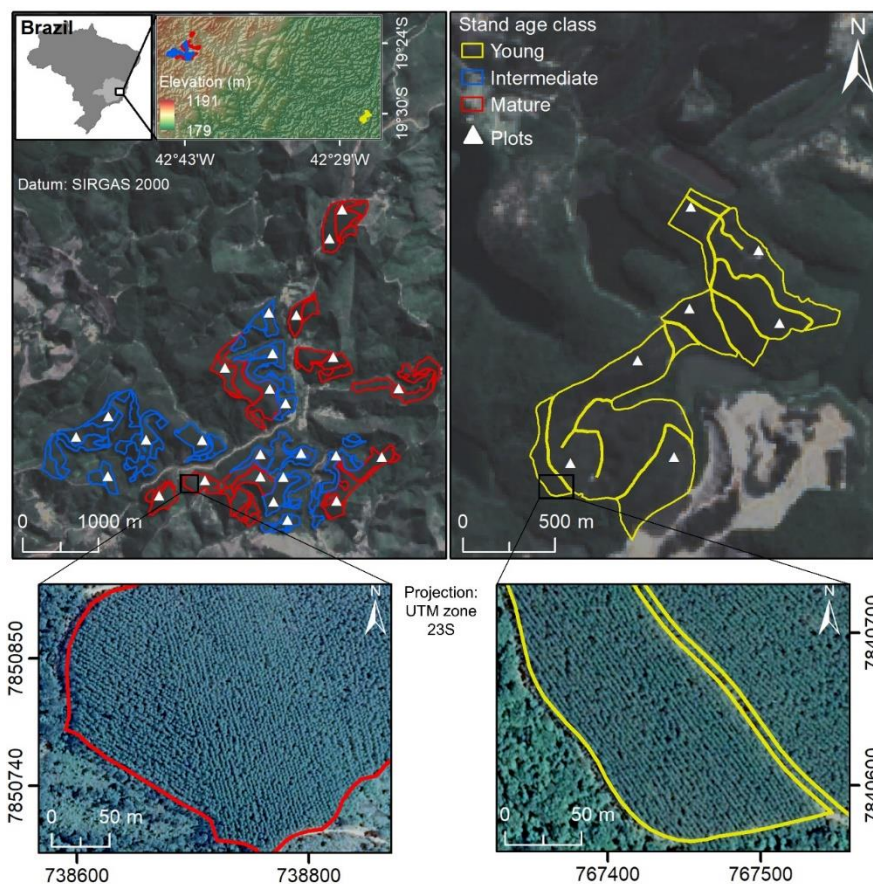 Brazil
Elevation (m)
1191
179
19°24'S
19°30'S
42°43'W
42°29'W
Datum: SIRGAS 2000
0 1000 m
Stand age class
Young
Intermediate
Mature
Plots
N
0 500 m
Projection:
UTM zone
23S
N
7850850
7850740
0 50 m
738600
738800
N
7840700
7840600
0 50 m
767400
767500